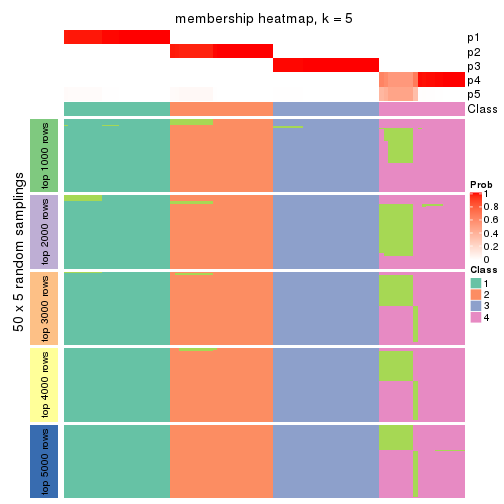 membership heatmap, k = 5
p1
p2
p3
p4
p5
Class
50 x 5 random samplings
top 1000 rows
top 2000 rows
top 3000 rows
top 4000 rows
top 5000 rows
Prob
1
0.8
0.6
0.4
0.2
0
Class
1
2
3
4